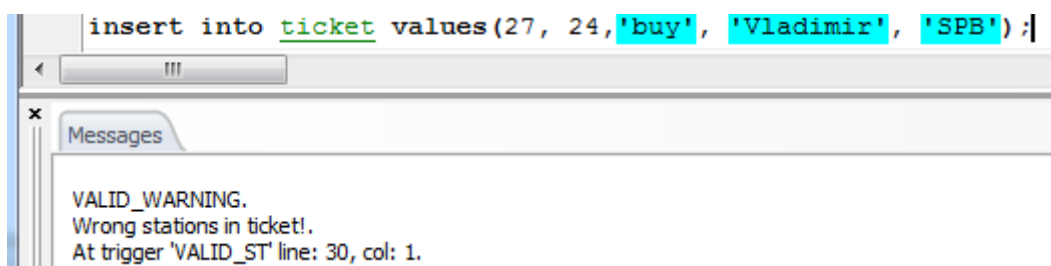 insert into ticket values(27, 24,'buy', 'Vladimir', 'SPB');
Messages
VALID_WARNING.
Wrong stations in ticket!.
At trigger 'VALID_ST' line: 30, col: 1.